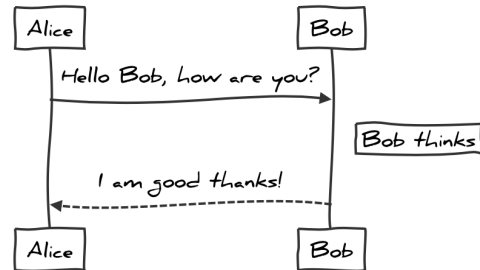 Alice Bob
Hello Bob, how are you?
Bob thinks
I am good thanks!
Alice Bob